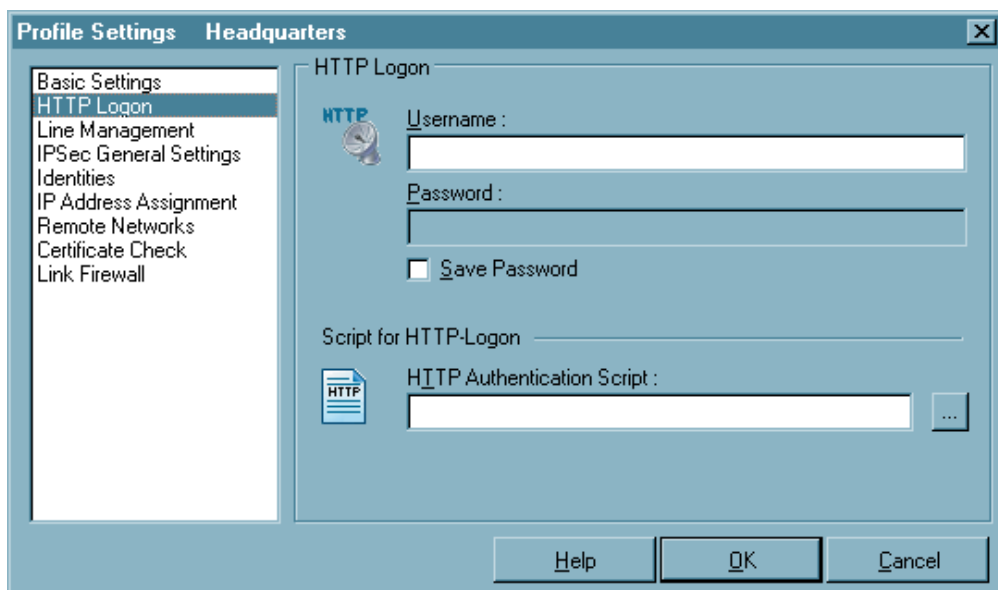 Profile Settings Headquarters
Basic Settings
HTTP Logon
Line Management
IPSec General Settings
Identities
IP Address Assignment
Remote Networks
Certificate Check
Link Firewall
HTTP Logon
HTTP
Username :
Password :
Save Password
Script for HTTP-Logon
HTTP
HTTP Authentication Script :
...
Help
OK
Cancel